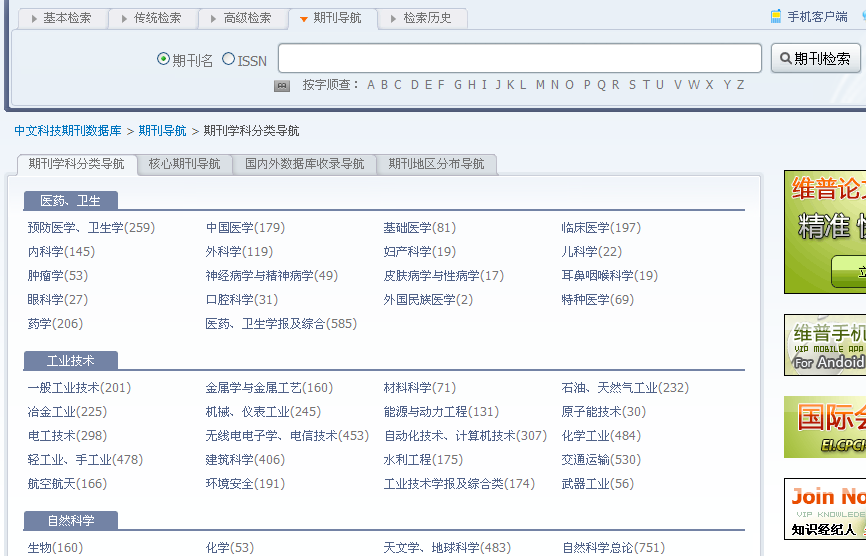 基本检索 传统检索 高级检索 期刊导航 检索历史 手机客户端
期刊名 ISSN 期刊检索
按字顺查： A B C D E F G H I J K L M N O P Q R S T U V W X Y Z
中文科技期刊数据库 > 期刊导航 > 期刊学科分类导航
期刊学科分类导航 核心期刊导航 国内外数据库收录导航 期刊地区分布导航
医药、卫生
预防医学、卫生学(259) 中国医学(179) 基础医学(81) 临床医学(197)
内科学(145) 外科学(119) 妇产科学(19) 儿科学(22)
肿瘤学(53) 神经病学与精神病学(49) 皮肤病学与性病学(17) 耳鼻咽喉科学(19)
眼科学(27) 口腔科学(31) 外国民族医学(2) 特种医学(69)
药学(206) 医药、卫生学报及综合(585)
工业技术
一般工业技术(201) 金属学与金属工艺(160) 材料科学(71) 石油、天然气工业(232)
冶金工业(225) 机械、仪表工业(245) 能源与动力工程(131) 原子能技术(30)
电工技术(298) 无线电电子学、电信技术(453) 自动化技术、计算机技术(307) 化学工业(484)
轻工业、手工业(478) 建筑科学(406) 水利工程(175) 交通运输(530)
航空航天(166) 环境安全(191) 工业技术学报及综合类(174) 武器工业(56)
自然科学
生物(160) 化学(53) 天文学、地球科学(483) 自然科学总论(751)
维普论
精准
维普手机
VIP MOBILE APP
For Andoid
国际
EI.CPCI
Join No
VIP KNOWLEDG
知识经纪人